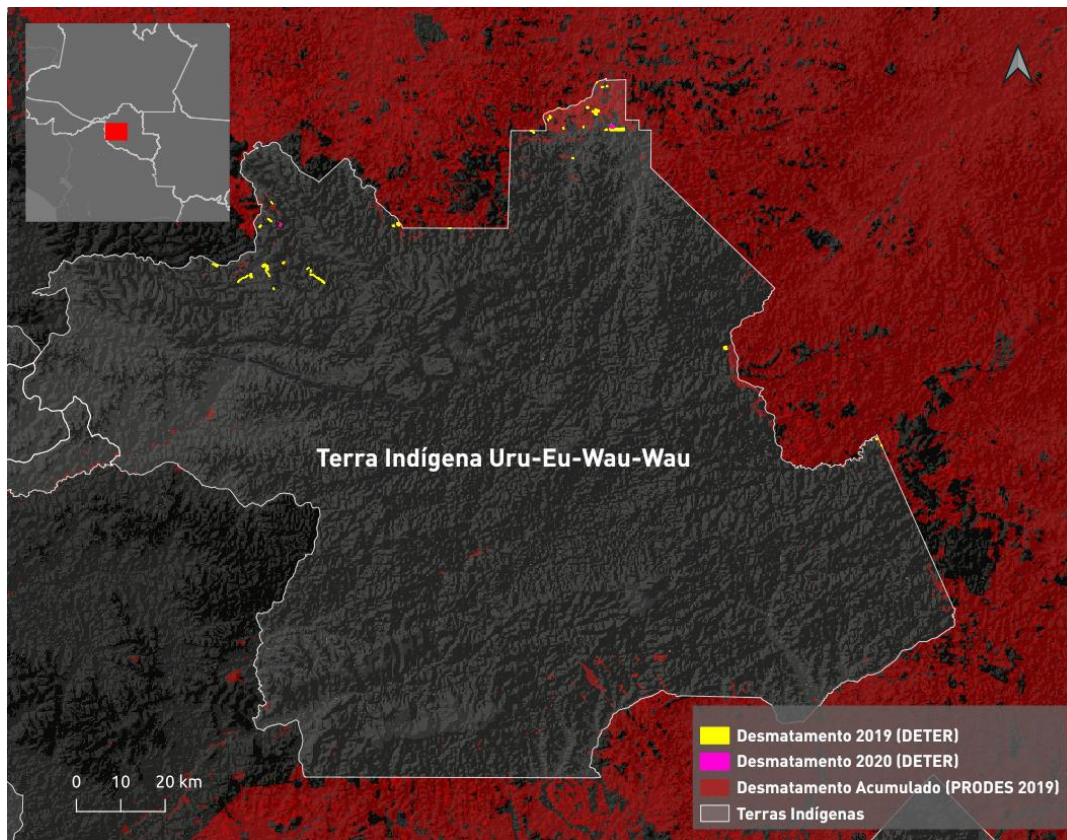 Terra Indígena Uru-Eu-Wau-Wau
Desmatamento 2019 (DETER)
Desmatamento 2020 (DETER)
Desmatamento Acumulado (PRODES 2019)
Terras Indígenas
0 10 20 km